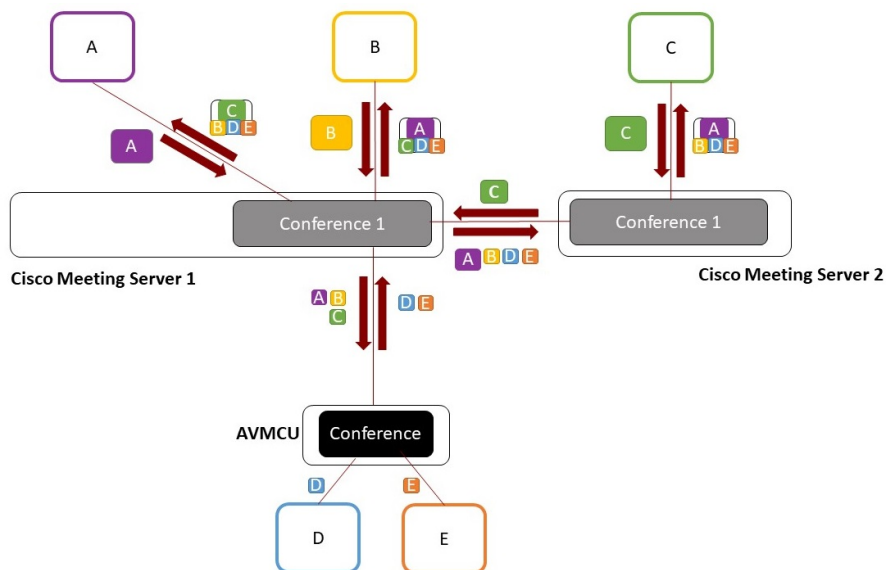 A
B
C
C
B D E
A
B
A
C D E
C
A
B D E
C
Conference 1
Conference 1
A B D E
Cisco Meeting Server 1
Cisco Meeting Server 2
A B
C
D E
AVMCU
Conference
D
E
D
E